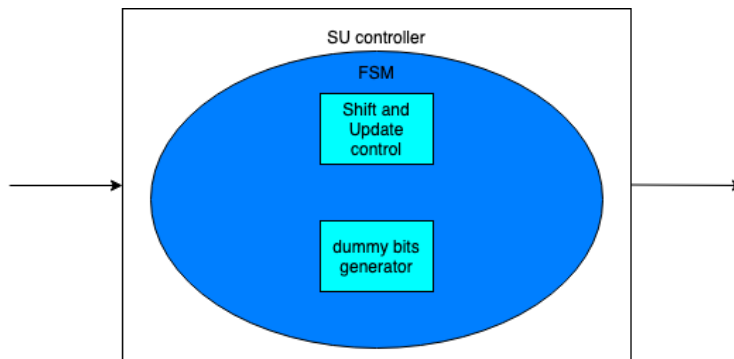 SU controller
FSM
Shift and
Update
control
dummy bits
generator